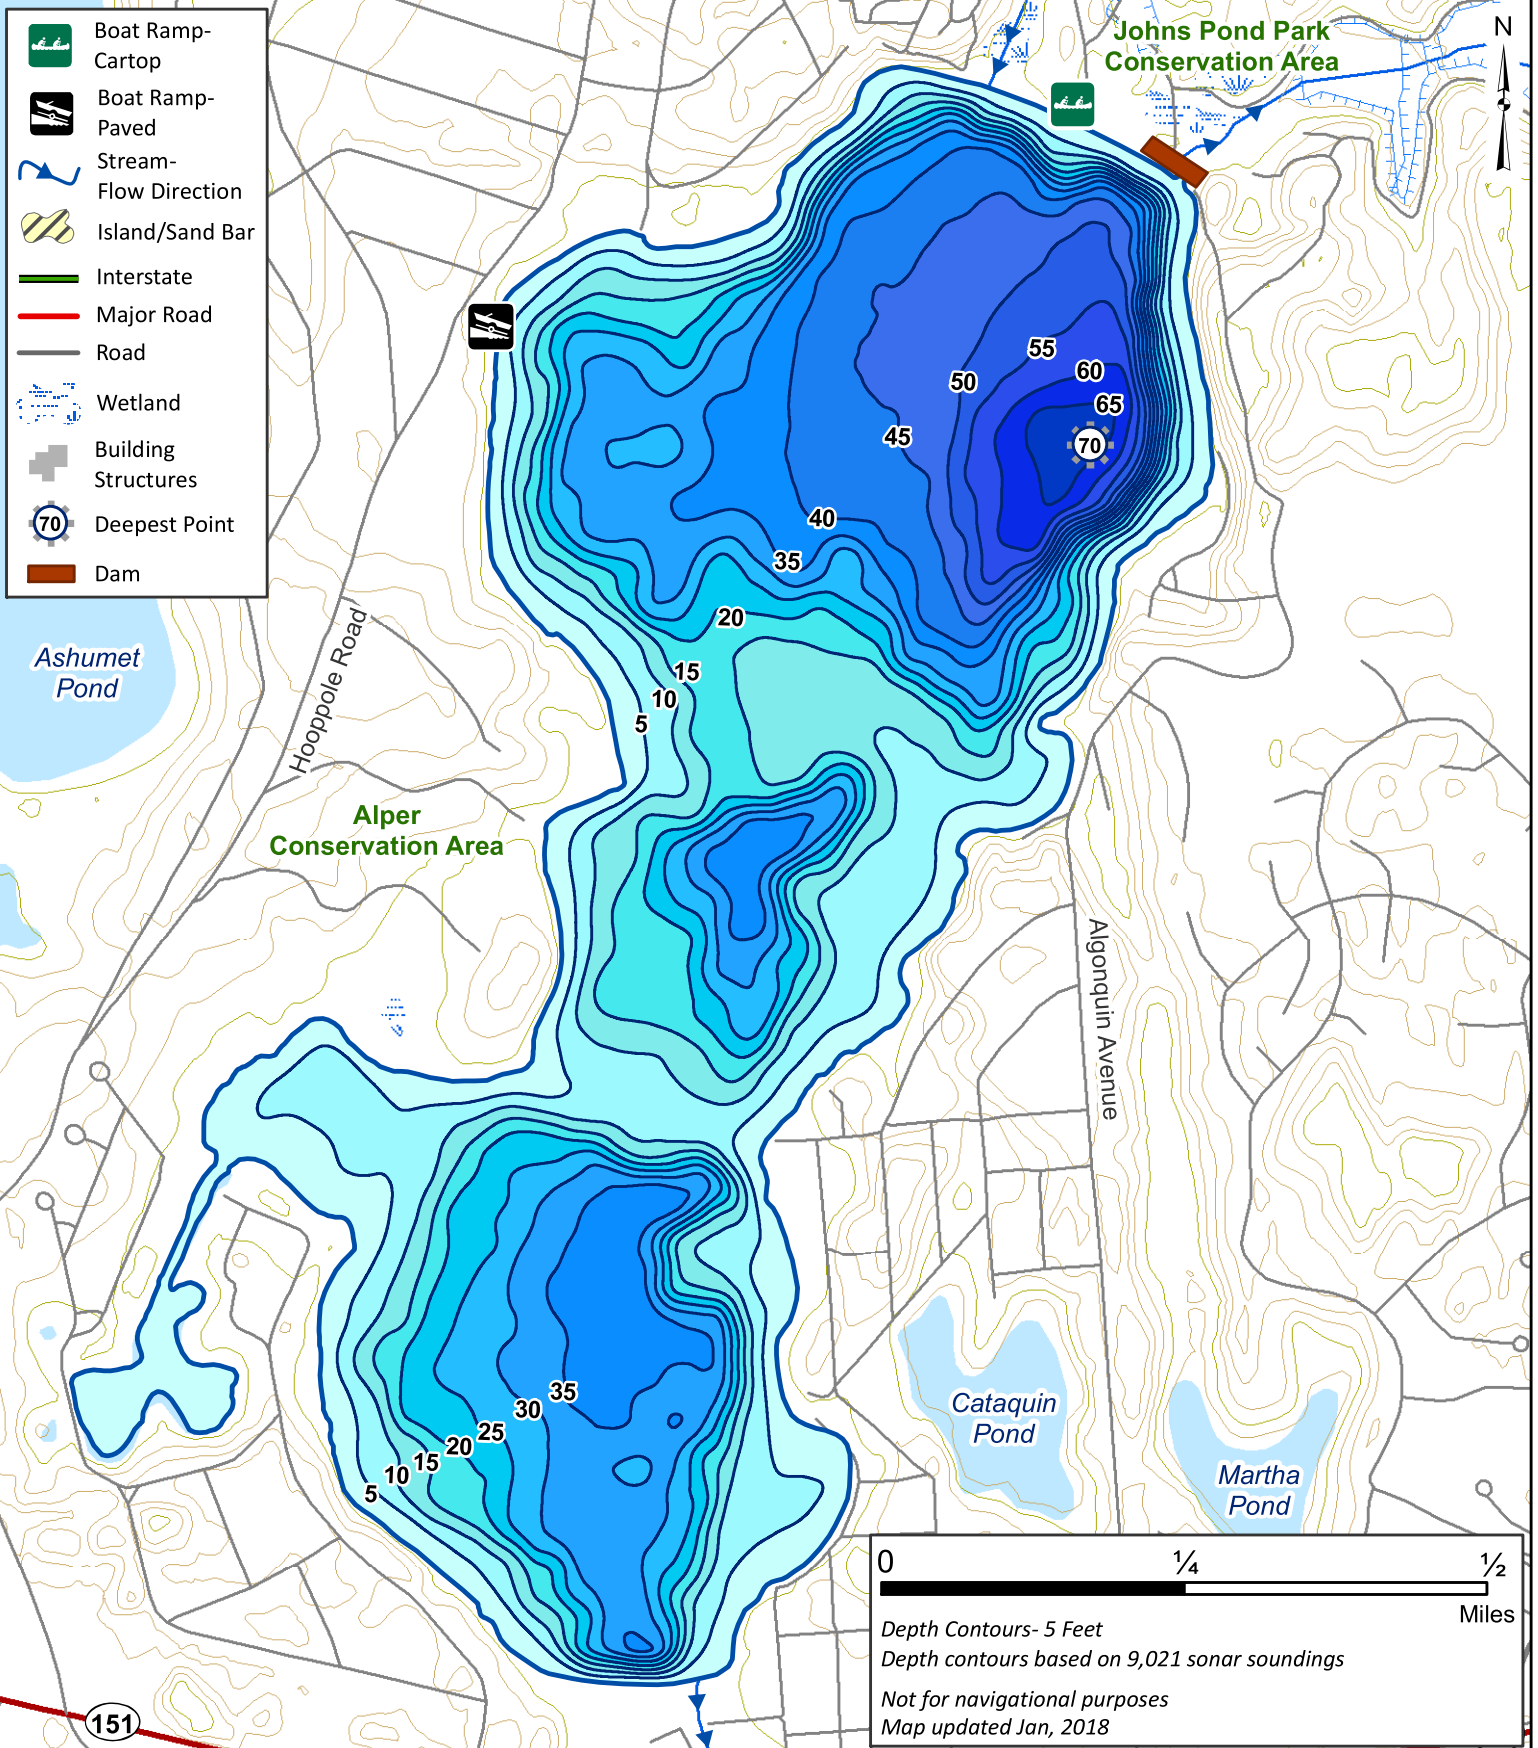 Boat Ramp-
Cartop
Boat Ramp-
Paved
Stream-
Flow Direction
Island/Sand Bar
Interstate
Major Road
Road
Wetland
Building
Structures
70
Deepest Point
Dam
Johns Pond Park
Conservation Area
N
55
60
50
65
45
70
40
35
20
15
10
5
Ashumet
Pond
Hooppole Road
Alper
Conservation Area
Algonquin Avenue
35
30
25
20
15
10
5
Cataquin
Pond
Martha
Pond
151
0 ¼ ½
Miles
Depth Contours- 5 Feet
Depth contours based on 9,021 sonar soundings
Not for navigational purposes
Map updated Jan, 2018